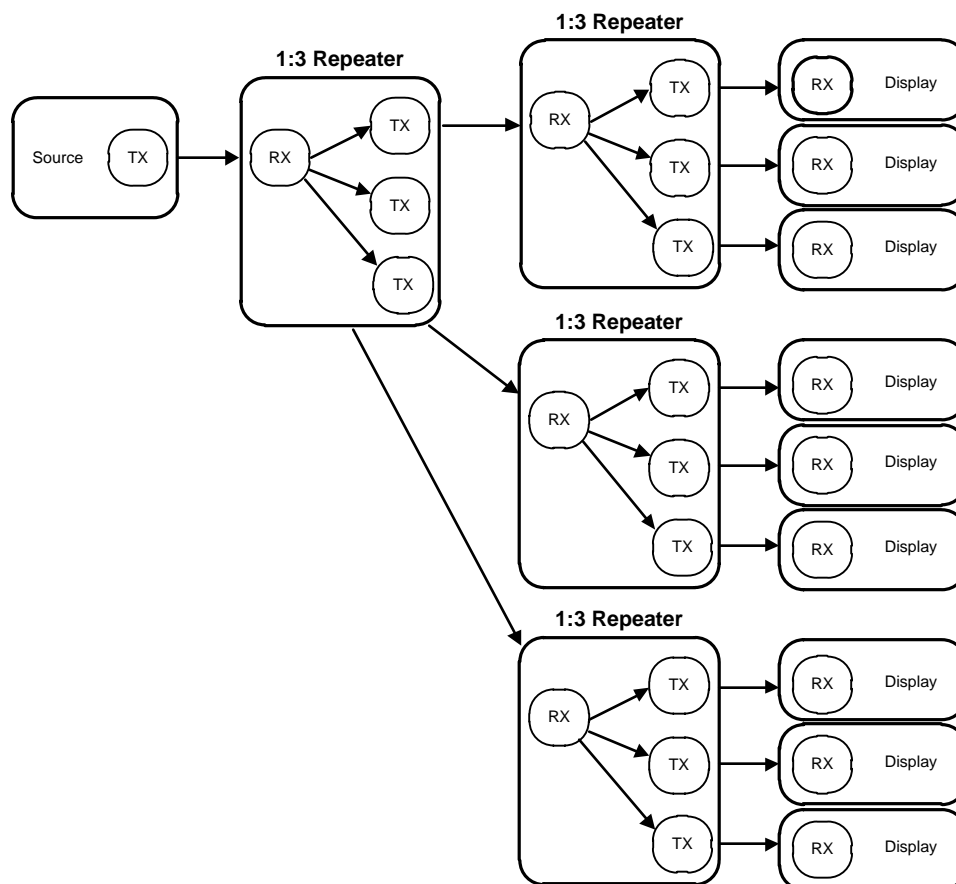 1:3 Repeater
1:3 Repeater
Source
TX
RX
TX
TX
TX
RX
TX
TX
TX
RX
Display
RX
Display
RX
Display
1:3 Repeater
RX
TX
TX
TX
RX
Display
RX
Display
RX
Display
1:3 Repeater
RX
TX
TX
TX
RX
Display
RX
Display
RX
Display